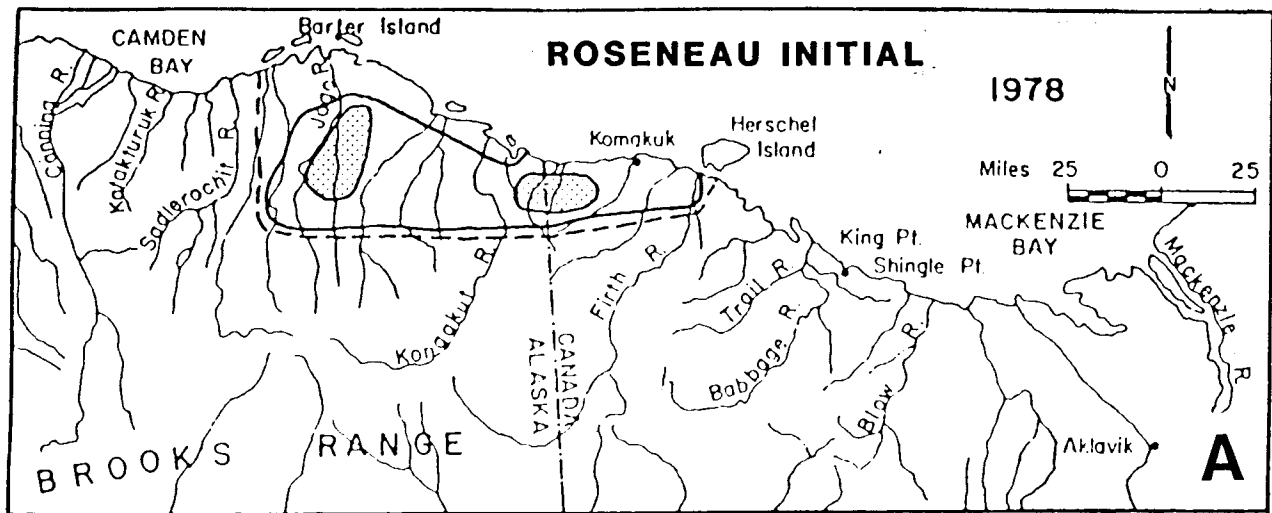 CAMDEN
BAY
Barter Island
ROSENEAU INITIAL
1978
N
Canning R.
Katakturuk R.
Sadlerochit R.
Jago R.
Komakuk
Herschel
Island
Miles 25 0 25
MACKENZIE
BAY
King Pt.
Shingle Pt.
Mackenzie R.
Kongakut R.
Firth R.
Trail R.
Babbage R.
Blow R.
CANADA
ALASKA
BROOKS RANGE
Aklavik
A